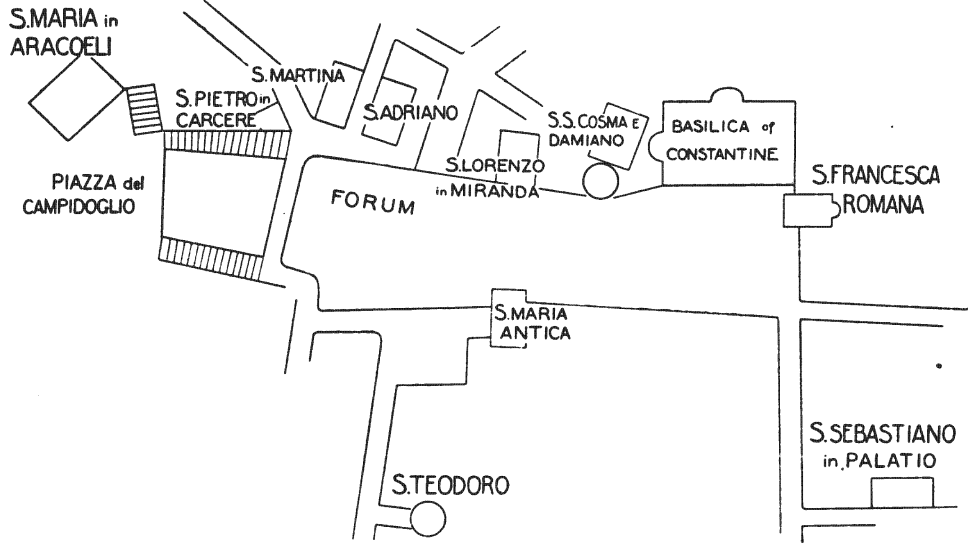 S.MARIA in
ARACOELI
S.MARTINA
S.PIETRO in
CARCERE
S.ADRIANO
S.S.COSMA E
DAMIANO
BASILICA of
CONSTANTINE
S.LORENZO
in MIRANDA
S.FRANCESCA
ROMANA
PIAZZA del
CAMPIDOGLIO
FORUM
S.MARIA
ANTICA
S.SEBASTIANO
in PALATIO
S.TEODORO